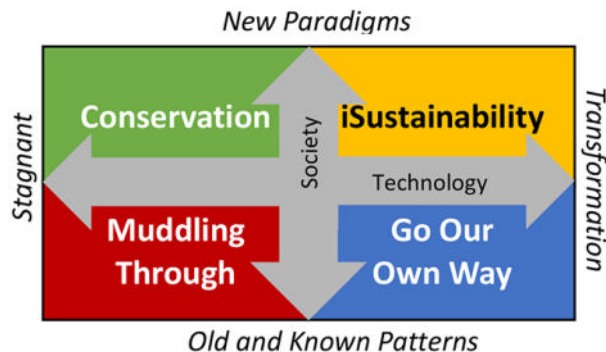 New Paradigms
Conservation
iSustainability
Society
Stagnant
Technology
Transformation
Muddling
Through
Go Our
Own Way
Old and Known Patterns